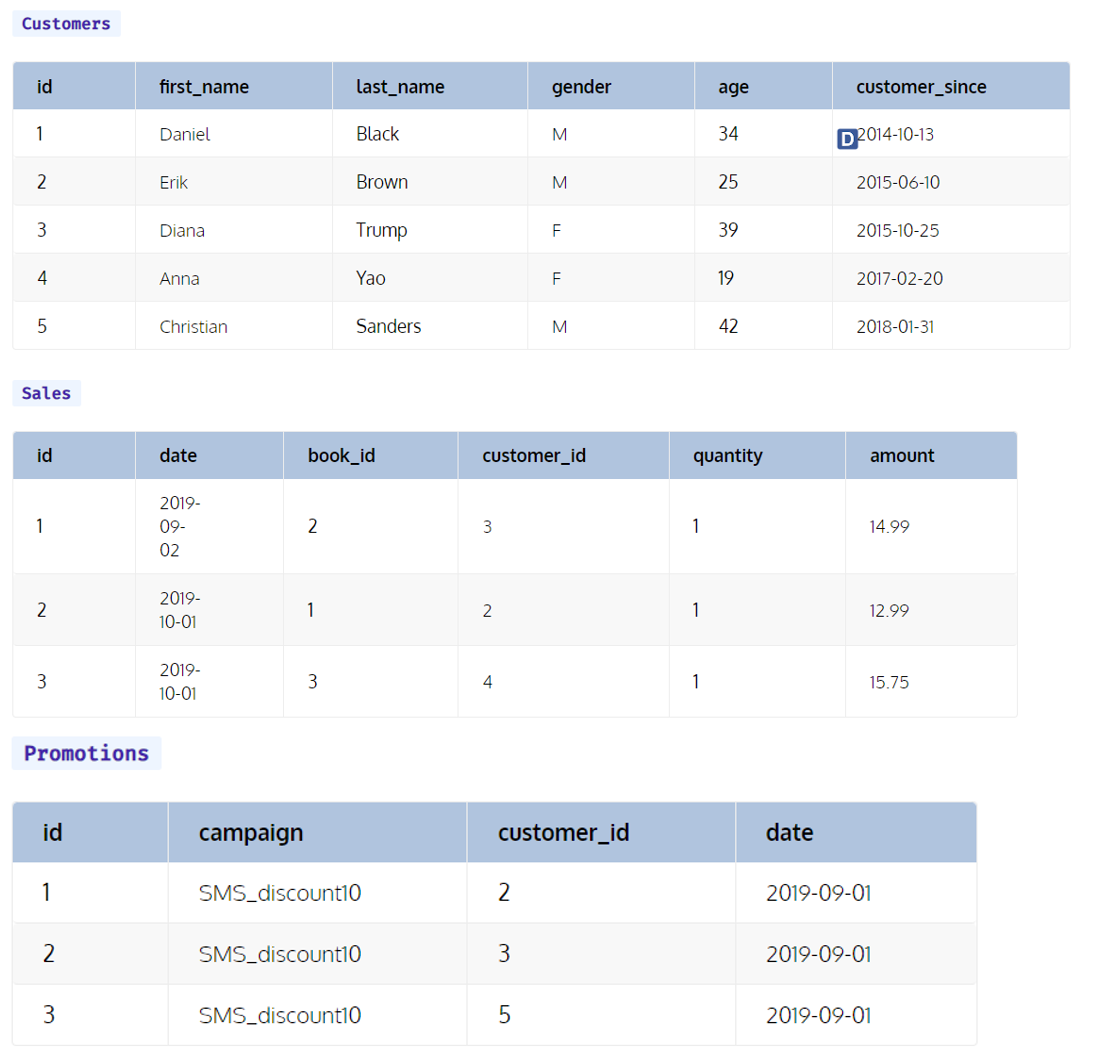 Customers
id first_name last_name gender age customer_since
1 Daniel Black M 34 D 2014-10-13
2 Erik Brown M 25 2015-06-10
3 Diana Trump F 39 2015-10-25
4 Anna Yao F 19 2017-02-20
5 Christian Sanders M 42 2018-01-31
Sales
id date book_id customer_id quantity amount
2019-
1 09- 2 3 1 14.99
02
2019-
2 1 2 1 12.99
10-01
2019-
3 3 4 1 15.75
10-01
Promotions
id campaign customer_id date
1 SMS_discount10 2 2019-09-01
2 SMS_discount10 3 2019-09-01
3 SMS_discount10 5 2019-09-01